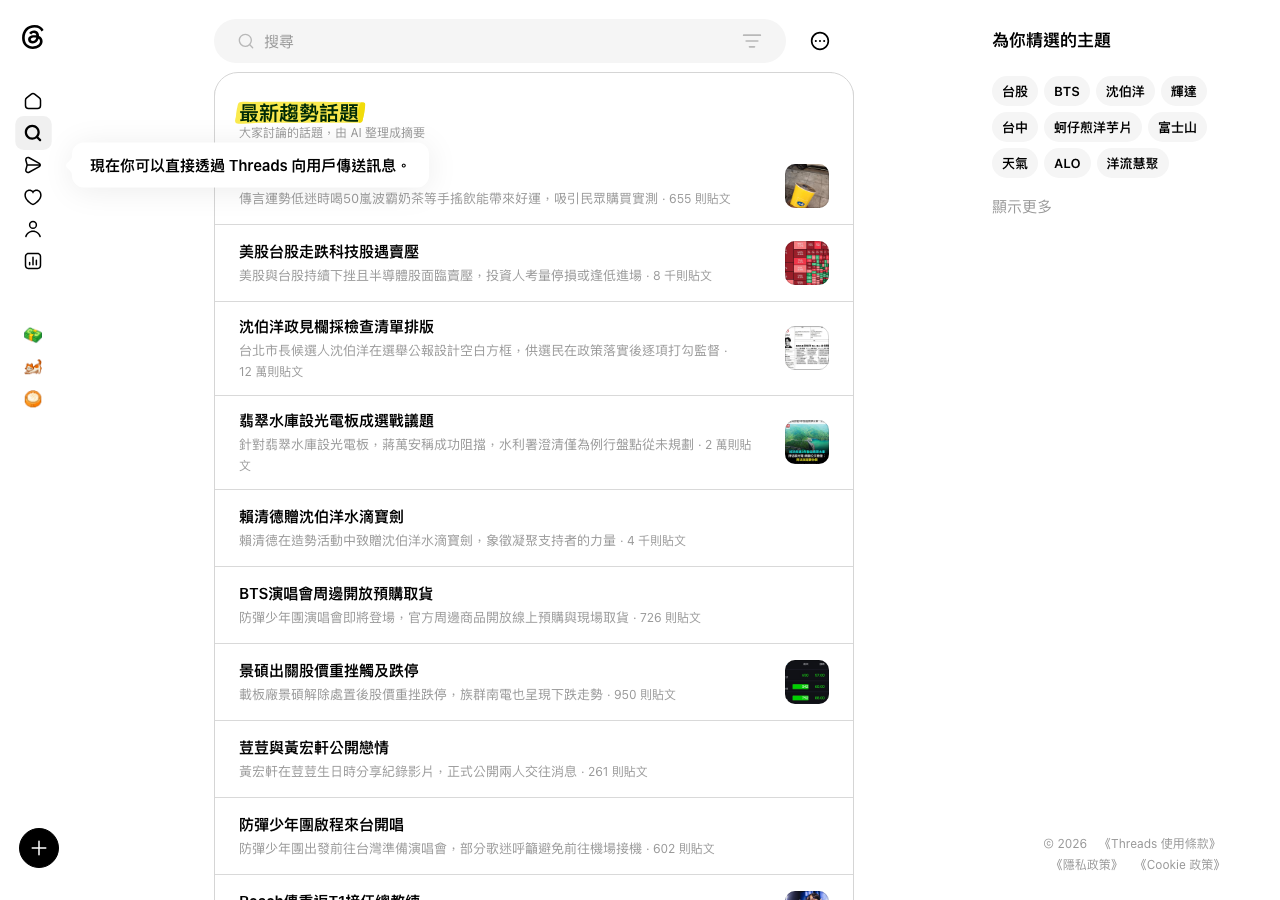 搜尋
最新趨勢話題
大家討論的話題，由 AI 整理成摘要
現在你可以直接透過 Threads 向用戶傳送訊息。
傳言運勢低迷時喝50嵐波霸奶茶等手搖飲能帶來好運，吸引民眾購買實測 · 655 則貼文
美股台股走跌科技股遇賣壓
美股與台股持續下挫且半導體股面臨賣壓，投資人考量停損或逢低進場 · 8 千則貼文
沈伯洋政見欄採檢查清單排版
台北市長候選人沈伯洋在選舉公報設計空白方框，供選民在政策落實後逐項打勾監督 ·
12 萬則貼文
翡翠水庫設光電板成選戰議題
針對翡翠水庫設光電板，蔣萬安稱成功阻擋，水利署澄清僅為例行盤點從未規劃 · 2 萬則貼
文
賴清德贈沈伯洋水滴寶劍
賴清德在造勢活動中致贈沈伯洋水滴寶劍，象徵凝聚支持者的力量 · 4 千則貼文
BTS演唱會周邊開放預購取貨
防彈少年團演唱會即將登場，官方周邊商品開放線上預購與現場取貨 · 726 則貼文
景碩出關股價重挫觸及跌停
載板廠景碩解除處置後股價重挫跌停，族群南電也呈現下跌走勢 · 950 則貼文
荳荳與黃宏軒公開戀情
黃宏軒在荳荳生日時分享紀錄影片，正式公開兩人交往消息 · 261 則貼文
防彈少年團啟程來台開唱
防彈少年團出發前往台灣準備演唱會，部分歌迷呼籲避免前往機場接機 · 602 則貼文
為你精選的主題
台股 BTS 沈伯洋 輝達
台中 蚵仔煎洋芋片 富士山
天氣 ALO 洋流慧聚
顯示更多
© 2026 《Threads 使用條款》
《隱私政策》 《Cookie 政策》